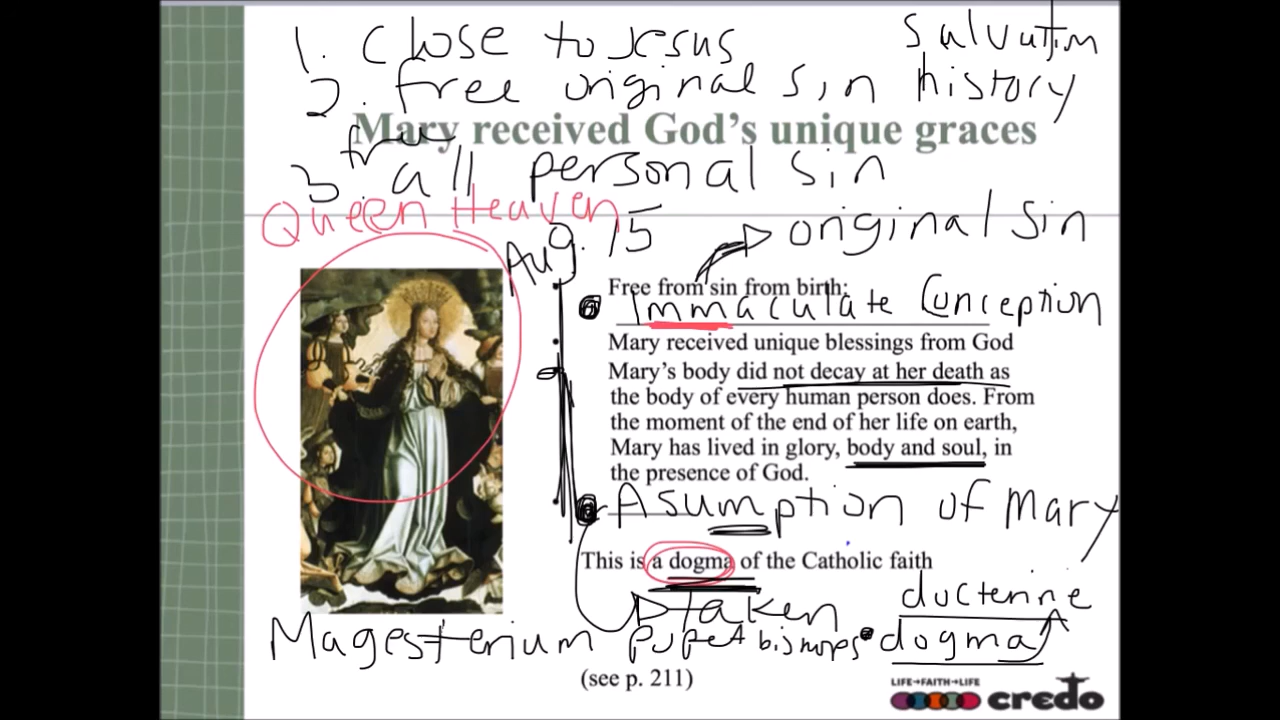 1. Close to Jesus
Salvation
2. free original sin history
Mary received God's unique graces
free
3. all personal sin
Queen Heaven
Aug. 15
original sin
Free from sin from birth:
Immaculate Conception
Mary received unique blessings from God
Mary's body did not decay at her death as
the body of every human person does. From
the moment of the end of her life on earth,
Mary has lived in glory, body and soul, in
the presence of God.
Asumption of Mary
This is a dogma of the Catholic faith
taken
ducterine
Magesterium pope bishops dogma
(see p. 211)
LIFE→FAITH→LIFE
credo